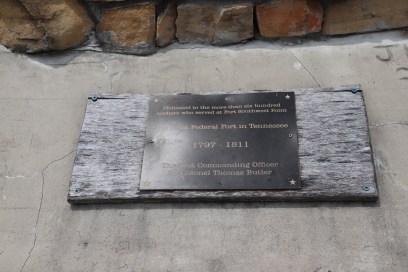 Dedicated to the more than six hundred
soldiers who served at Fort Southwest Point
Federal Fort in Tennessee
1797 - 1811
Commanding Officer
Colonel Thomas Butler